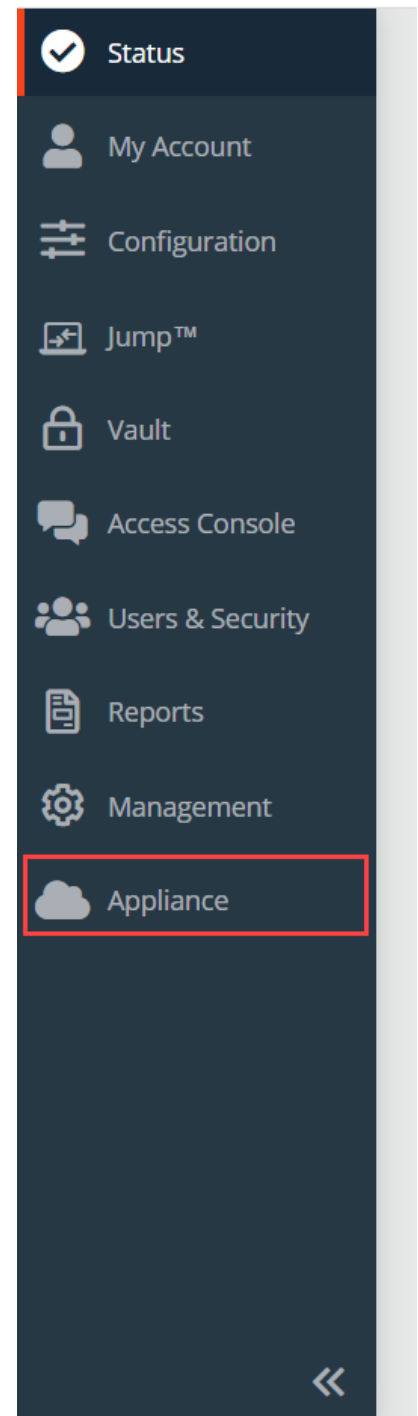 Status
My Account
Configuration
Jump™
Vault
Access Console
Users & Security
Reports
Management
Appliance